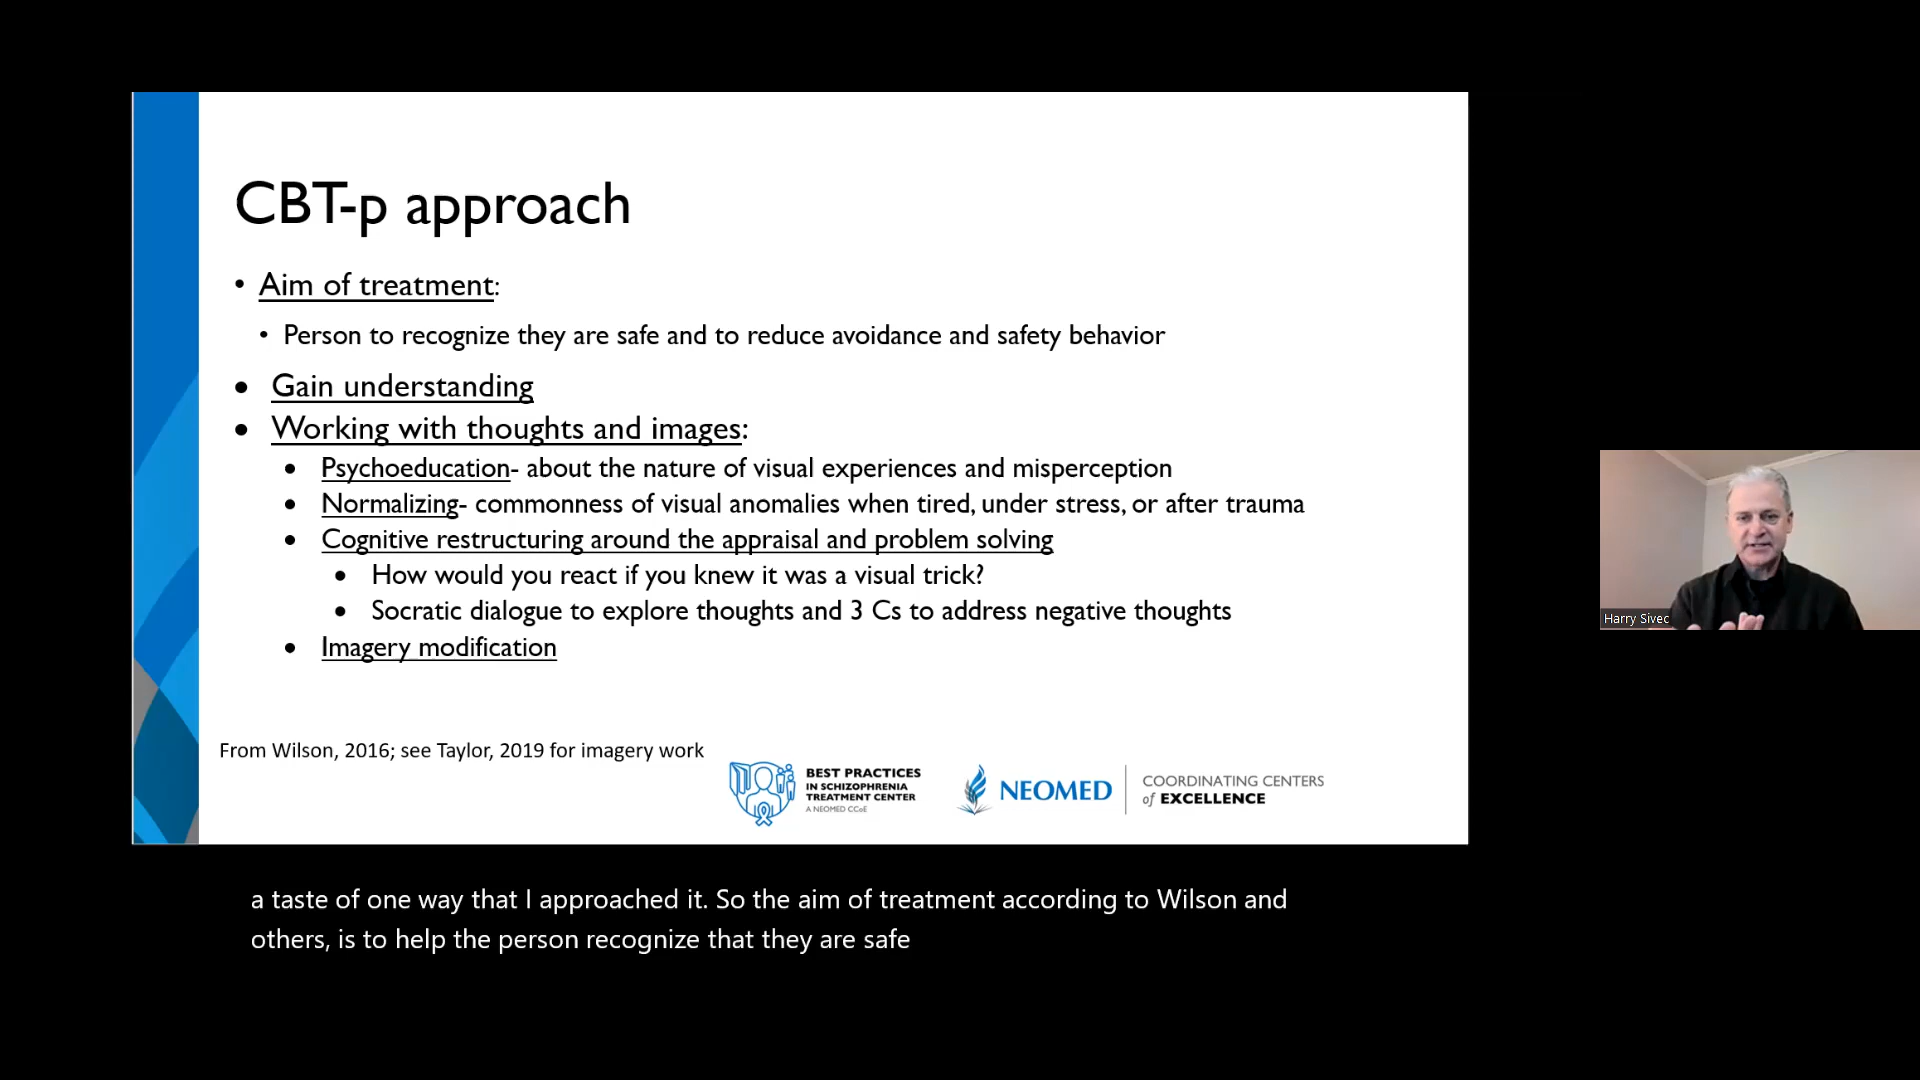 CBT-p approach
• Aim of treatment:
• Person to recognize they are safe and to reduce avoidance and safety behavior
• Gain understanding
• Working with thoughts and images:
• Psychoeducation- about the nature of visual experiences and misperception
• Normalizing- commonness of visual anomalies when tired, under stress, or after trauma
• Cognitive restructuring around the appraisal and problem solving
• How would you react if you knew it was a visual trick?
• Socratic dialogue to explore thoughts and 3 Cs to address negative thoughts
• Imagery modification
From Wilson, 2016; see Taylor, 2019 for imagery work
BEST PRACTICES
IN SCHIZOPHRENIA
TREATMENT CENTER
A NEOMED CCoE
NEOMED
COORDINATING CENTERS
of EXCELLENCE
Harry Sivec
a taste of one way that I approached it. So the aim of treatment according to Wilson and
others, is to help the person recognize that they are safe